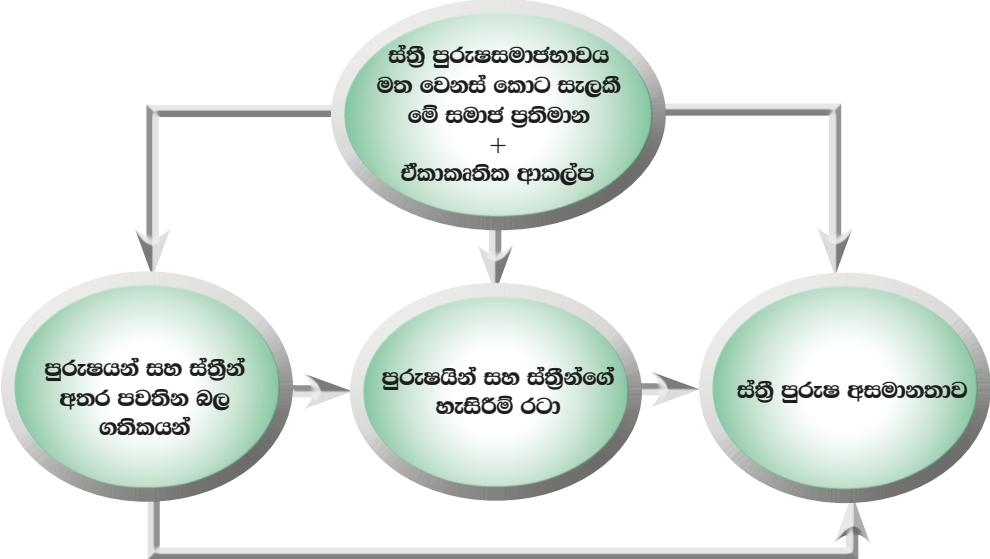 ස්ත්‍රී පුරුෂසමාජභාවය
මත වෙනස් කොට සැලකී
මේ සමාජ ප්‍රතිමාන
+
ඒකාකෘතික ආකල්ප
පුරුෂයන් සහ ස්ත්‍රීන්
අතර පවතින බල
ගතිකයන්
පුරුෂයින් සහ ස්ත්‍රීන්ගේ
හැසිරීම් රටා
ස්ත්‍රී පුරුෂ අසමානතාව